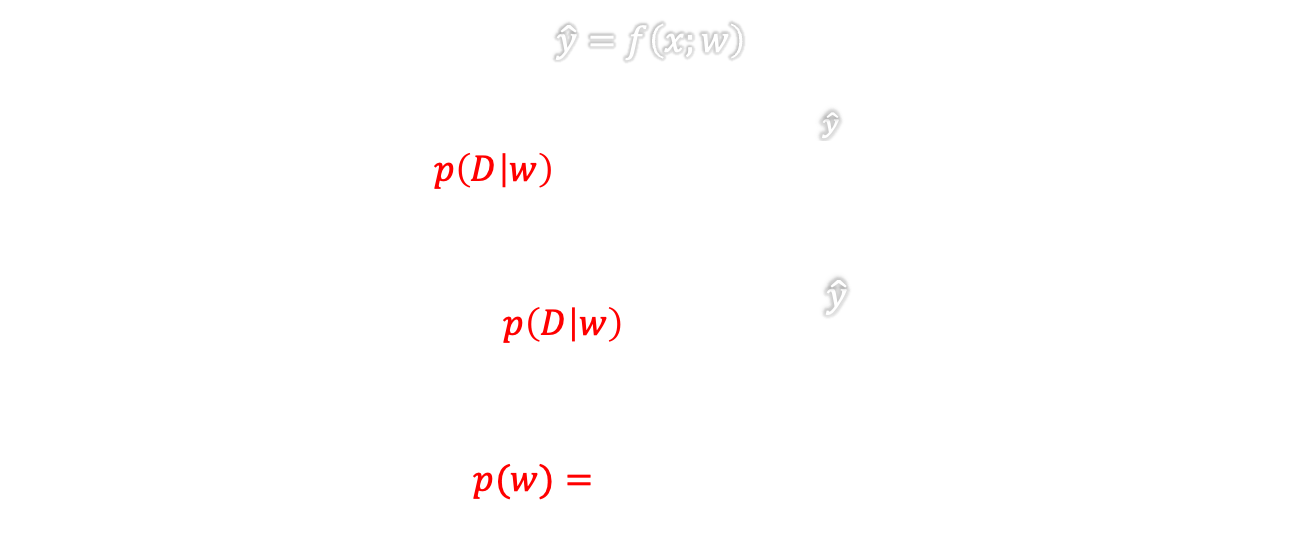 ŷ = f(x; w)
ŷ
p(D|w)
ŷ
p(D|w)
p(w) =